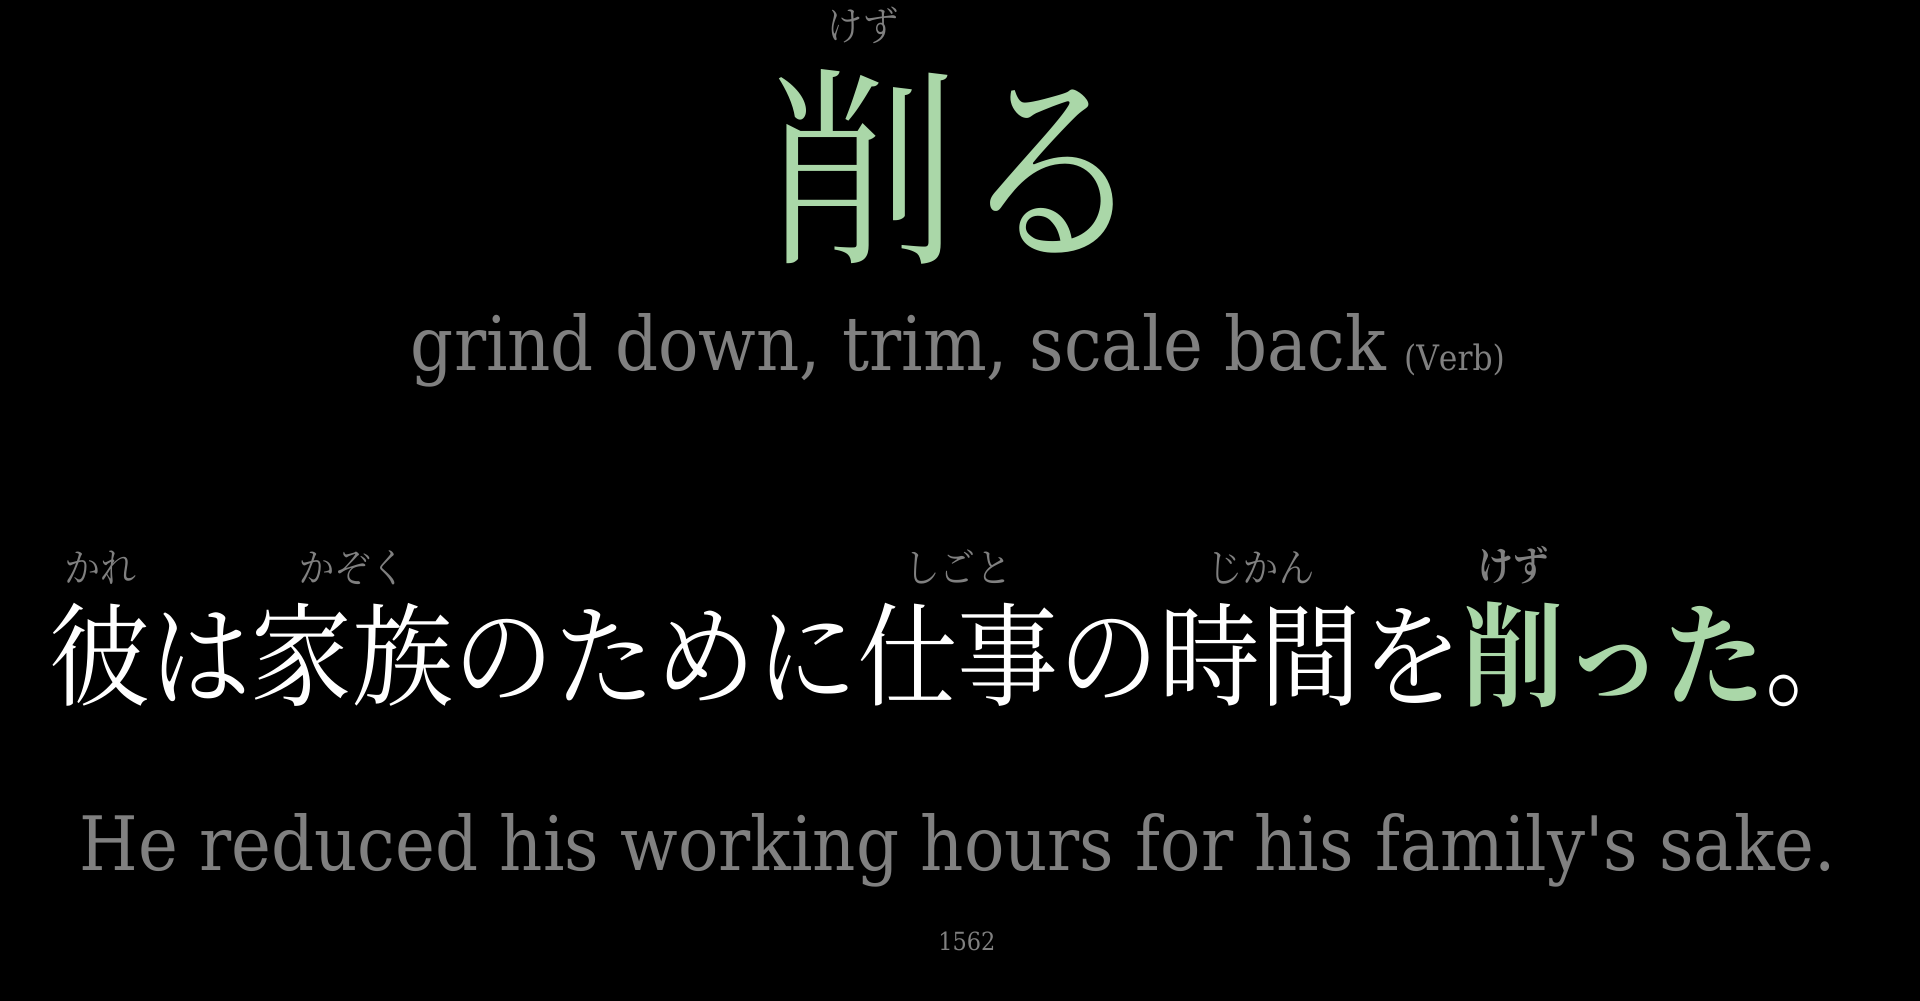 けず
削る
grind down, trim, scale back (Verb)
かれ かぞく しごと じかん けず
彼は家族のために仕事の時間を削った。
He reduced his working hours for his family's sake.
1562